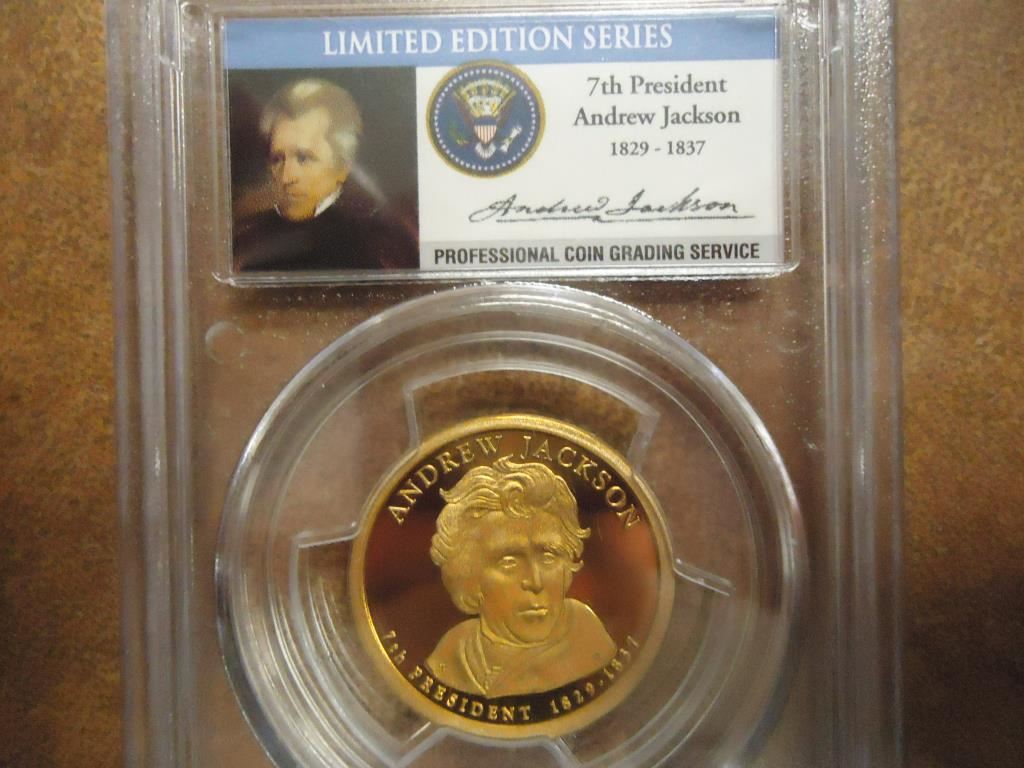 LIMITED EDITION SERIES
7th President
Andrew Jackson
1829 - 1837
Andrew Jackson
PROFESSIONAL COIN GRADING SERVICE
ANDREW JACKSON
7th PRESIDENT 1829-1837